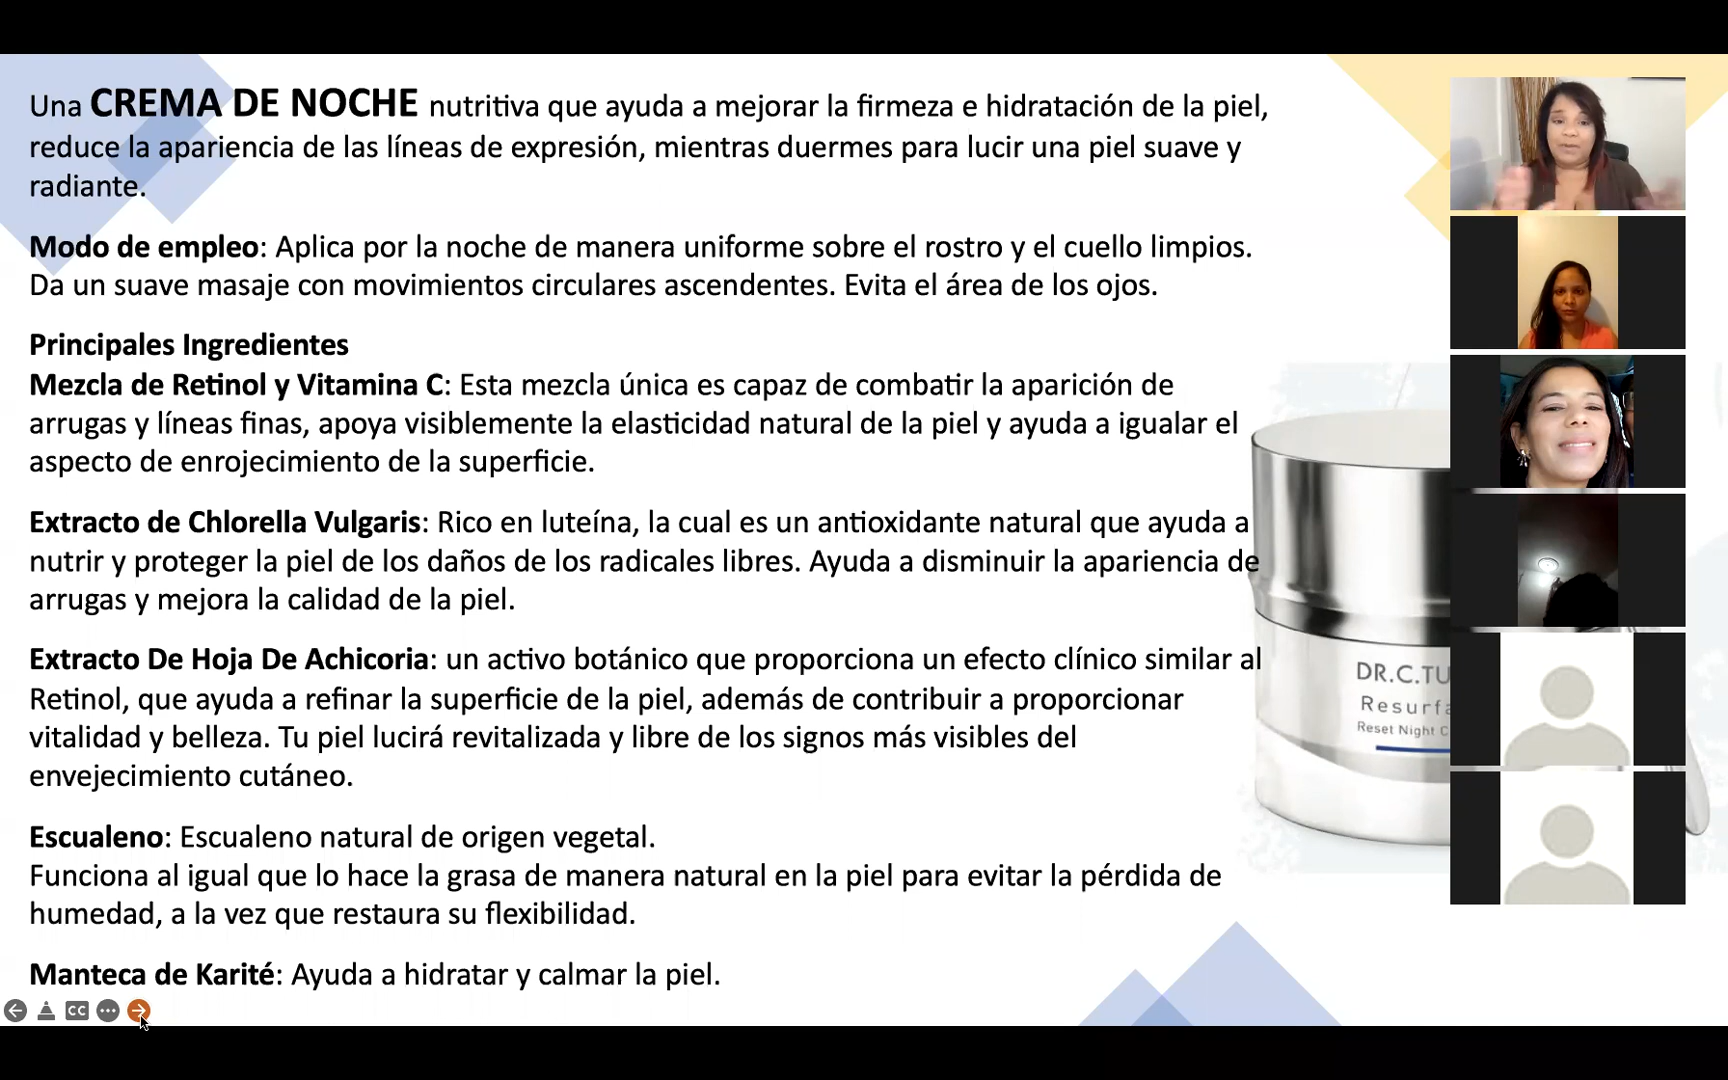 Una CREMA DE NOCHE nutritiva que ayuda a mejorar la firmeza e hidratación de la piel,
reduce la apariencia de las líneas de expresión, mientras duermes para lucir una piel suave y
radiante.
Modo de empleo: Aplica por la noche de manera uniforme sobre el rostro y el cuello limpios.
Da un suave masaje con movimientos circulares ascendentes. Evita el área de los ojos.
Principales Ingredientes
Mezcla de Retinol y Vitamina C: Esta mezcla única es capaz de combatir la aparición de
arrugas y líneas finas, apoya visiblemente la elasticidad natural de la piel y ayuda a igualar el
aspecto de enrojecimiento de la superficie.
Extracto de Chlorella Vulgaris: Rico en luteína, la cual es un antioxidante natural que ayuda a
nutrir y proteger la piel de los daños de los radicales libres. Ayuda a disminuir la apariencia de
arrugas y mejora la calidad de la piel.
Extracto De Hoja De Achicoria: un activo botánico que proporciona un efecto clínico similar al
Retinol, que ayuda a refinar la superficie de la piel, además de contribuir a proporcionar
vitalidad y belleza. Tu piel lucirá revitalizada y libre de los signos más visibles del
envejecimiento cutáneo.
Escualeno: Escualeno natural de origen vegetal.
Funciona al igual que lo hace la grasa de manera natural en la piel para evitar la pérdida de
humedad, a la vez que restaura su flexibilidad.
Manteca de Karité: Ayuda a hidratar y calmar la piel.
CC
DR.C.TU
Resurfa
Reset Night C